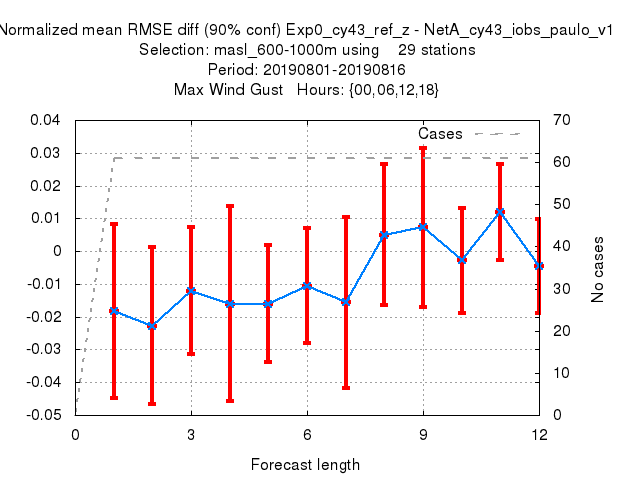 Normalized mean RMSE diff (90% conf) Exp0_cy43_ref_z - NetA_cy43_iobs_paulo_v1
Selection: masl_600-1000m using 29 stations
Period: 20190801-20190816
Max Wind Gust Hours: {00,06,12,18}
Cases
0.04
0.03
0.02
0.01
0
-0.01
-0.02
-0.03
-0.04
-0.05
70
60
50
40
30
20
10
0
No cases
0 3 6 9 12
Forecast length